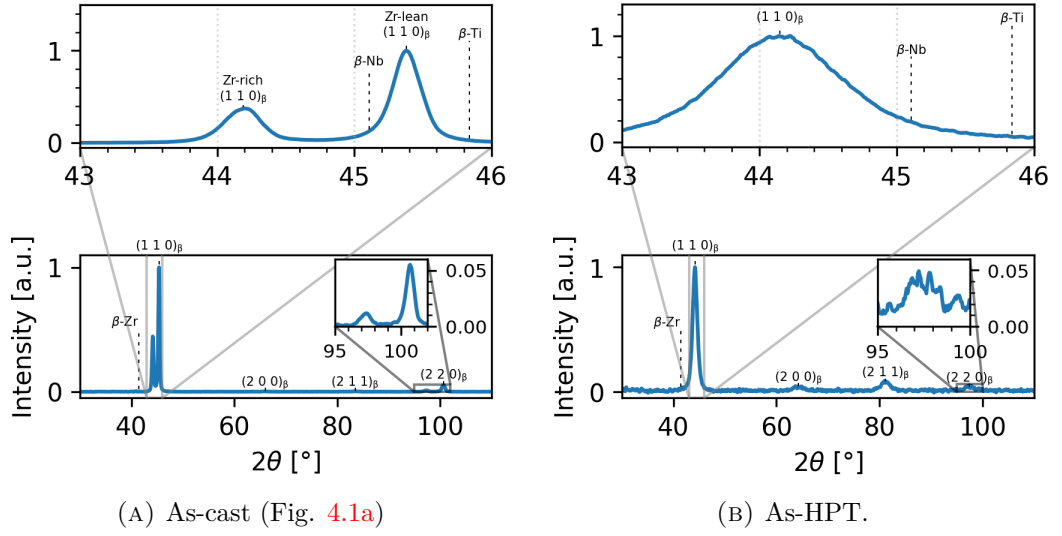 Zr-lean
(1 1 0)β
β-Ti
β-Nb
Zr-rich
(1 1 0)β
1
0
43
44
45
46
(1 1 0)β
β-Zr
Intensity [a.u.]
1
0
0.05
0.00
95
100
(2 0 0)β
(2 1 1)β
(2 2 0)β
40
60
80
100
2θ [°]
(A) As-cast (Fig. 4.1a)
(1 1 0)β
β-Ti
β-Nb
1
0
43
44
45
46
(1 1 0)β
β-Zr
Intensity [a.u.]
1
0
0.05
0.00
95
100
(2 0 0)β
(2 1 1)β
(2 2 0)β
40
60
80
100
2θ [°]
(B) As-HPT.